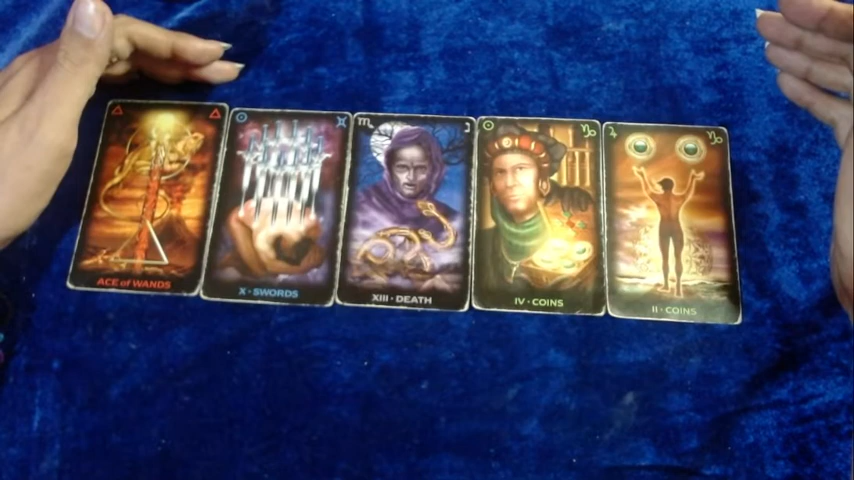 ACE of WANDS
X · SWORDS
XIII · DEATH
IV · COINS
II · COINS